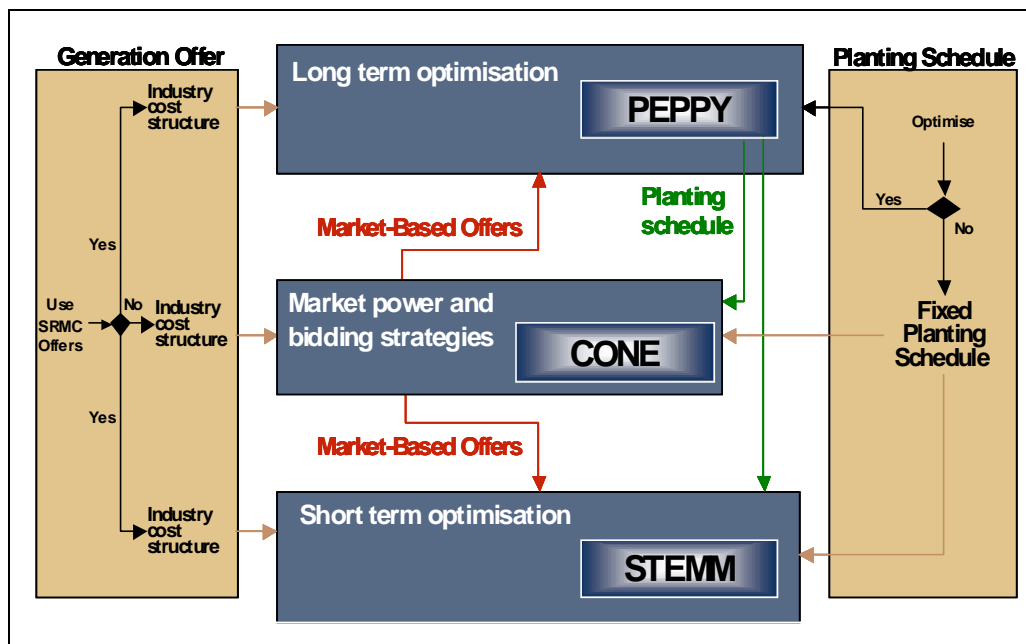 Generation Offer
Industry
cost
structure
Yes
Use
SRMC
Offers
No
Industry
cost
structure
Yes
Industry
cost
structure
Long term optimisation
PEPPY
Market-Based Offers
Planting
schedule
Market power and
bidding strategies
CONE
Market-Based Offers
Short term optimisation
STEMM
Planting Schedule
Optimise
Yes
No
Fixed
Planting
Schedule